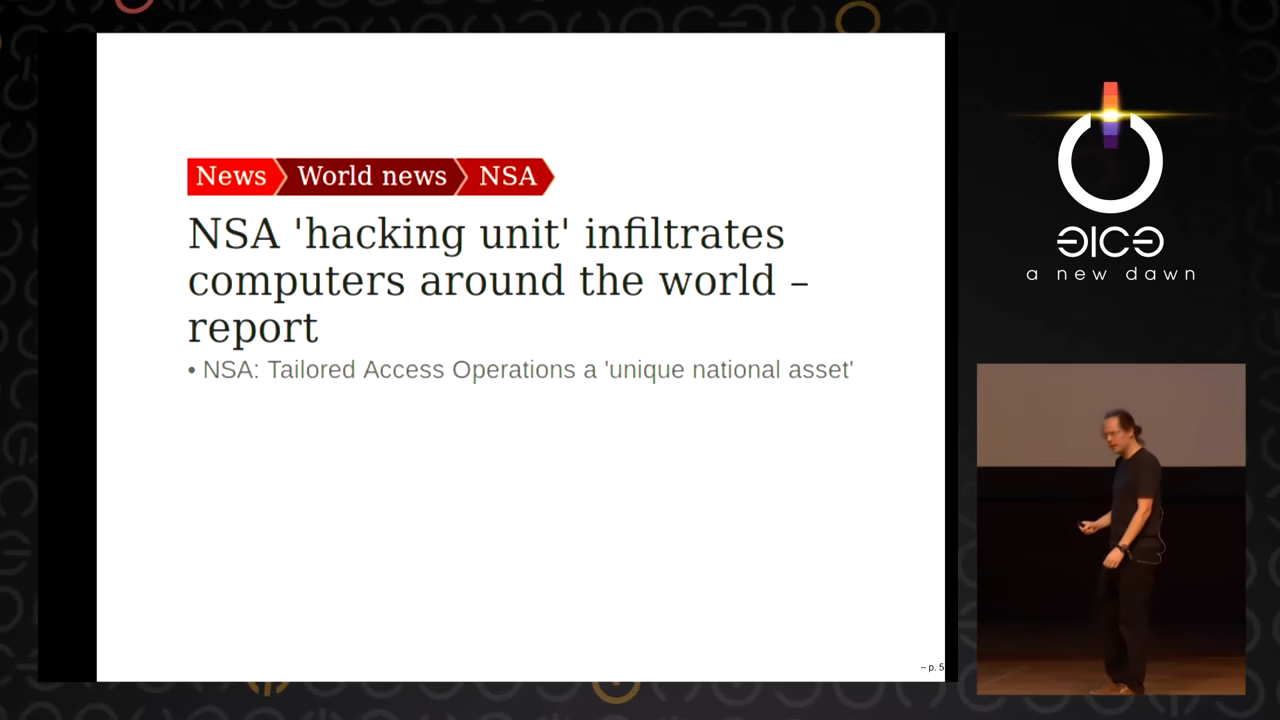 News
World news
NSA
NSA 'hacking unit' infiltrates
computers around the world –
report
• NSA: Tailored Access Operations a 'unique national asset'
– p. 5
31C3
a new dawn